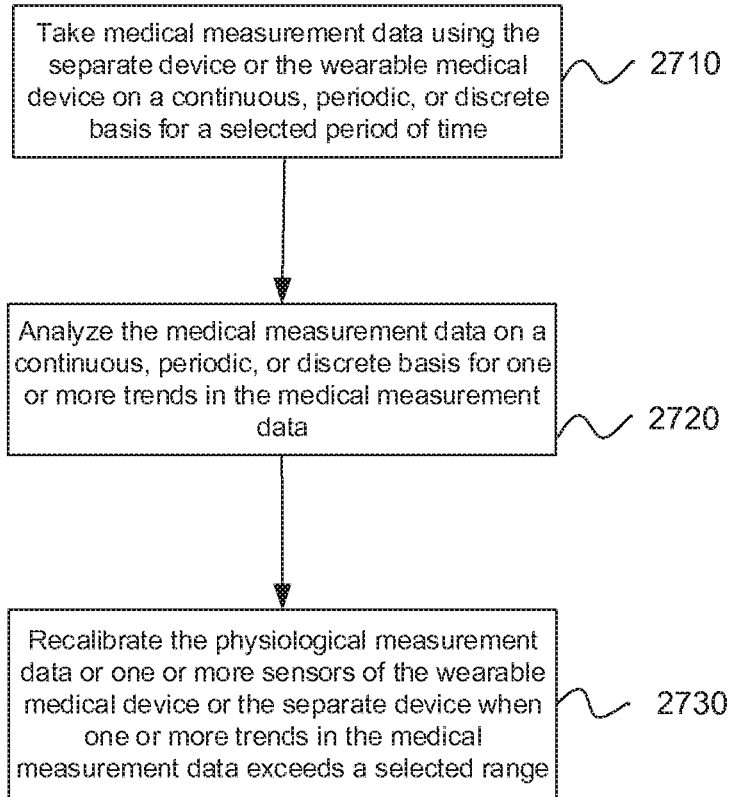 Take medical measurement data using the
separate device or the wearable medical
device on a continuous, periodic, or discrete
basis for a selected period of time
2710
Analyze the medical measurement data on a
continuous, periodic, or discrete basis for one
or more trends in the medical measurement
data
2720
Recalibrate the physiological measurement
data or one or more sensors of the wearable
medical device or the separate device when
one or more trends in the medical
measurement data exceeds a selected range
2730